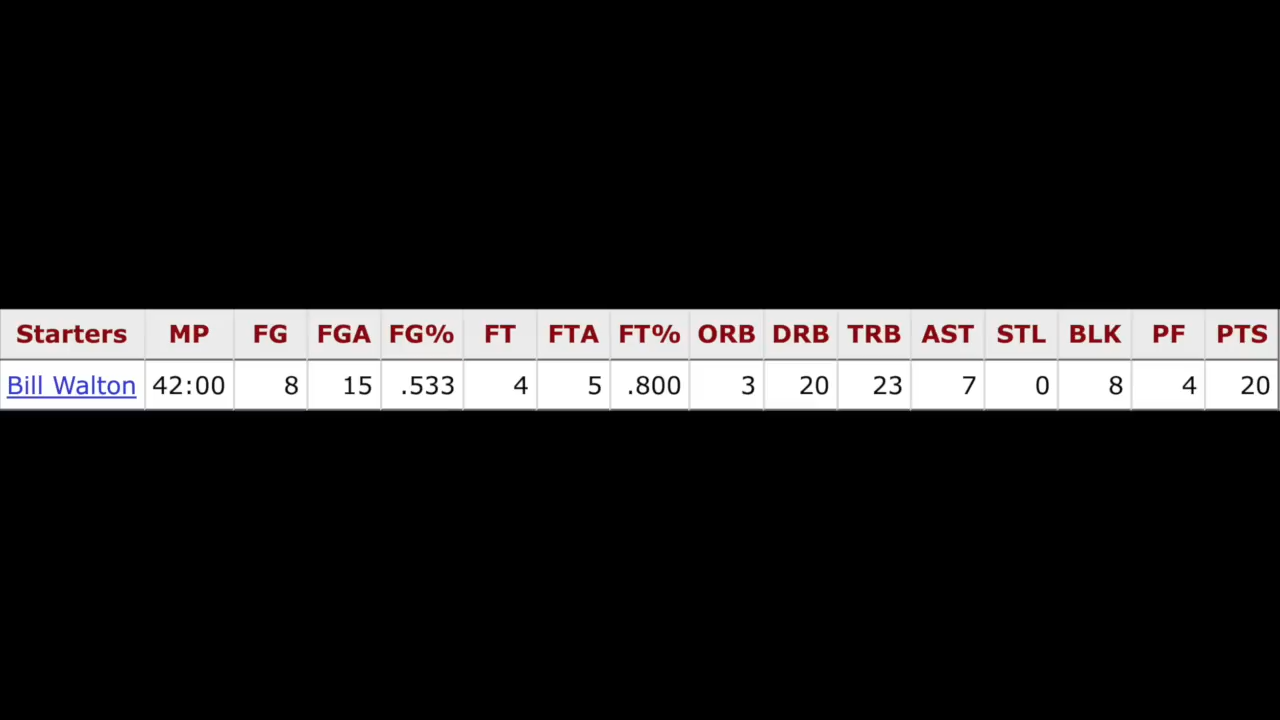 Starters MP FG FGA FG% FT FTA FT% ORB DRB TRB AST STL BLK PF PTS
Bill Walton 42:00 8 15 .533 4 5 .800 3 20 23 7 0 8 4 20